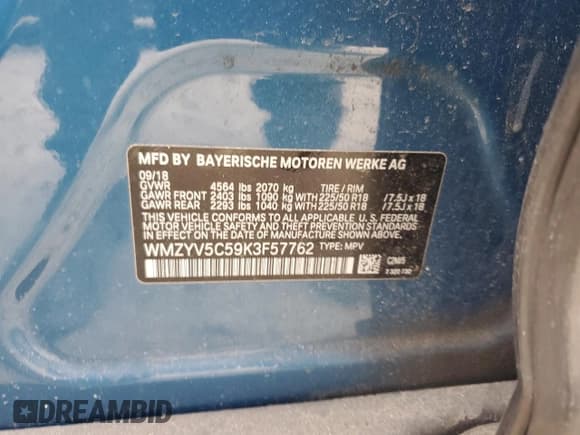 MFD BY BAYERISCHE MOTOREN WERKE AG
09/18
GVWR 4564 lbs 2070 kg TIRE / RIM
GAWR FRONT 2403 lbs 1090 kg WITH 225/50 R18 /7.5J x 18
GAWR REAR 2293 lbs 1040 kg WITH 225/50 R18 /7.5J x 18
THIS VEHICLE CONFORMS TO ALL APPLICABLE U. S. FEDERAL
MOTOR VEHICLE SAFETY AND THEFT PREVENTION STANDARDS
IN EFFECT ON THE DATE OF MANUFACTURE SHOWN ABOVE.
WMZYV5C59K3F57762 TYPE: MPV
DREAMBID